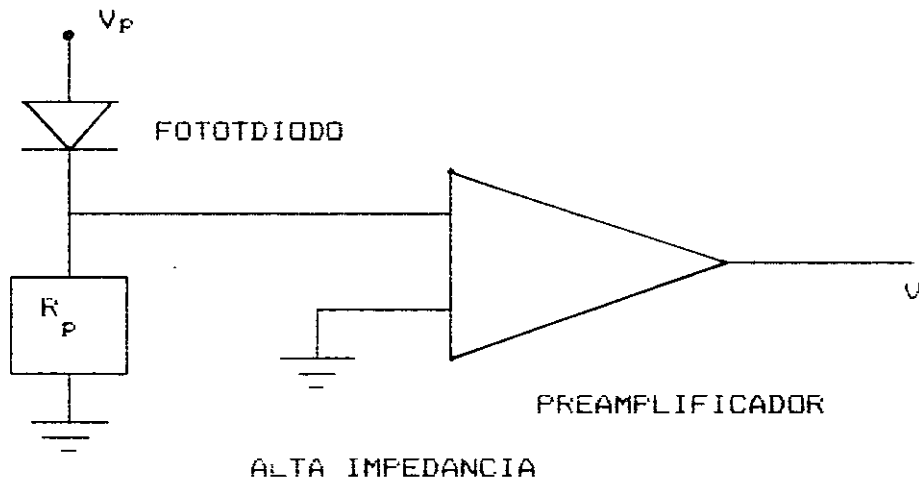 Vp
FOTOTDIODO
Rp
V
PREAMPLIFICADOR
ALTA IMPEDANCIA